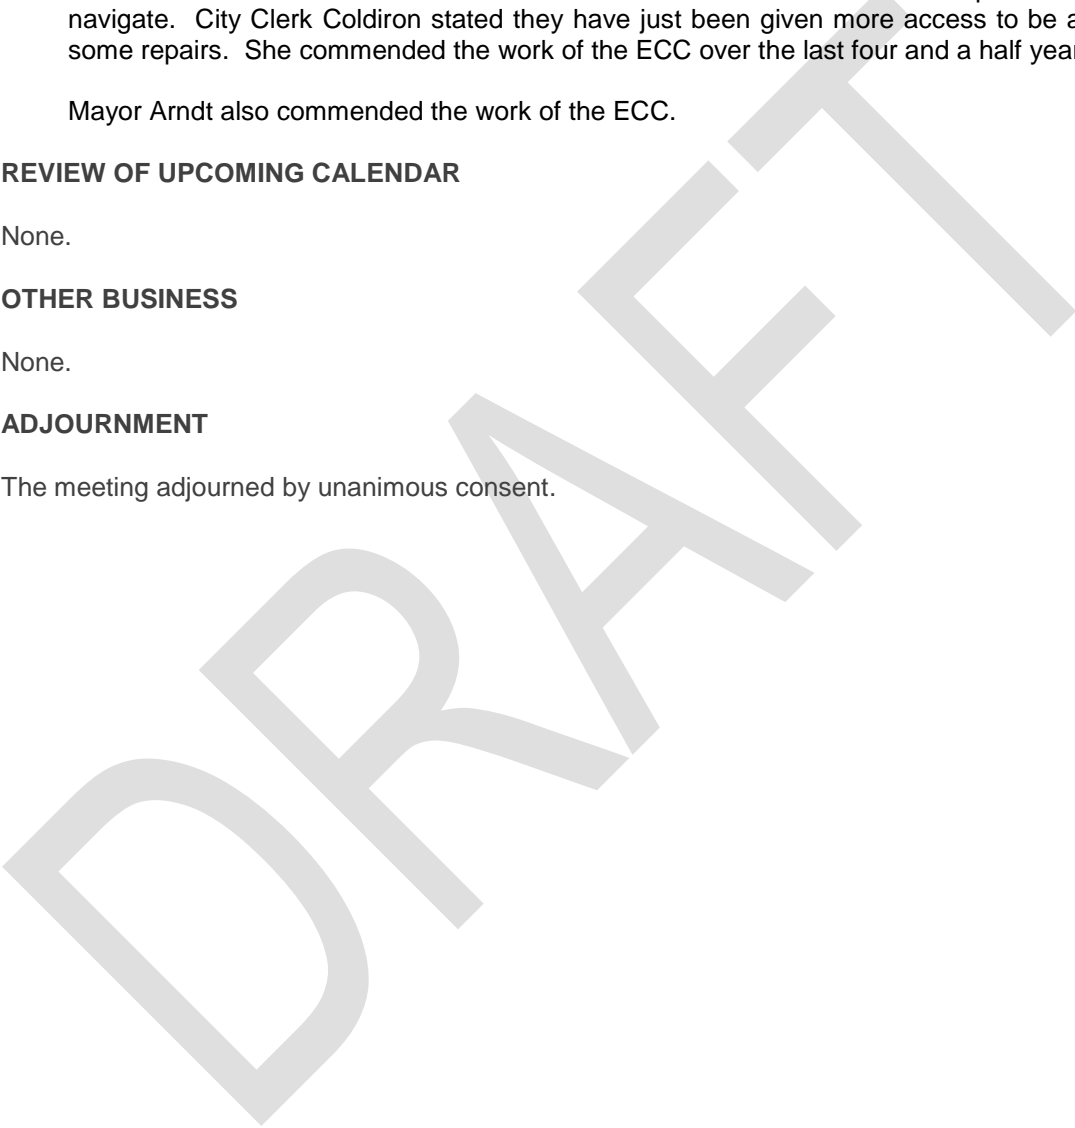 navigate. City Clerk Coldiron stated they have just been given more access to be a
some repairs. She commended the work of the ECC over the last four and a half year
Mayor Arndt also commended the work of the ECC.
REVIEW OF UPCOMING CALENDAR
None.
OTHER BUSINESS
None.
ADJOURNMENT
The meeting adjourned by unanimous consent.
DRAFT